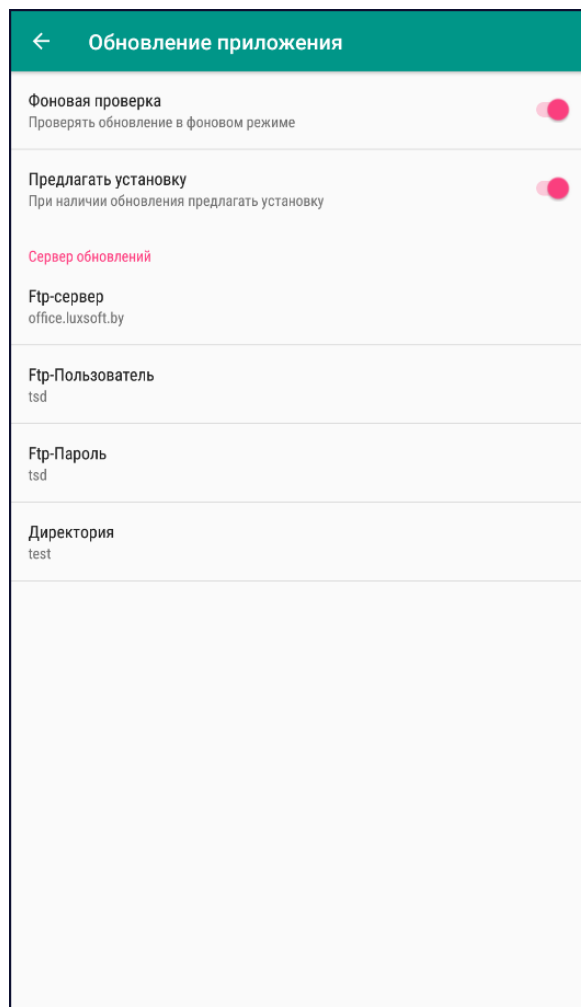 Обновление приложения
Фоновая проверка
Проверять обновление в фоновом режиме
Предлагать установку
При наличии обновления предлагать установку
Сервер обновлений
Ftp-сервер
office.luxsoft.by
Ftp-Пользователь
tsd
Ftp-Пароль
tsd
Директория
test